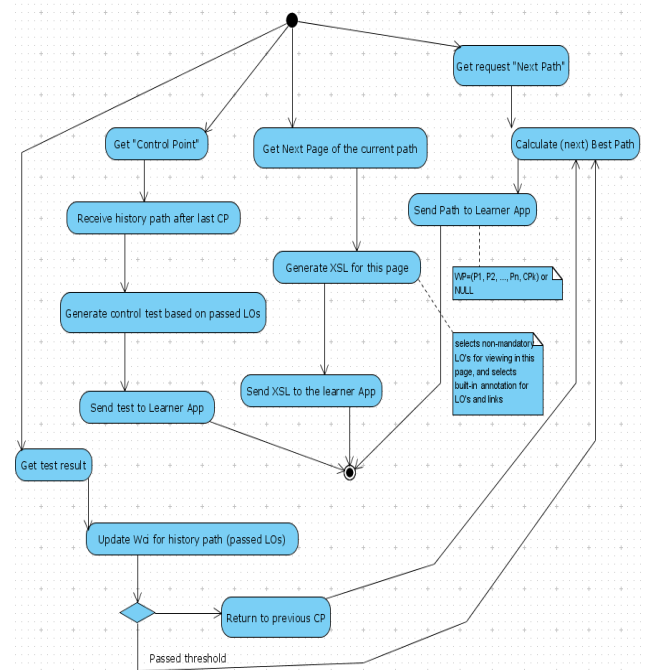 Get request "Next Path"
Get "Control Point"
Get Next Page of the current path
Calculate (next) Best Path
Receive history path after last CP
Send Path to Learner App
Generate XSL for this page
WP=(P1, P2, ..., Pn, CPk) or
NULL
Generate control test based on passed LOs
selects non-mandatory
LO's for viewing in this
page, and selects
built-in annotation for
LO's and links
Send XSL to the learner App
Send test to Learner App
Get test result
Update Wci for history path (passed LOs)
Return to previous CP
Passed threshold